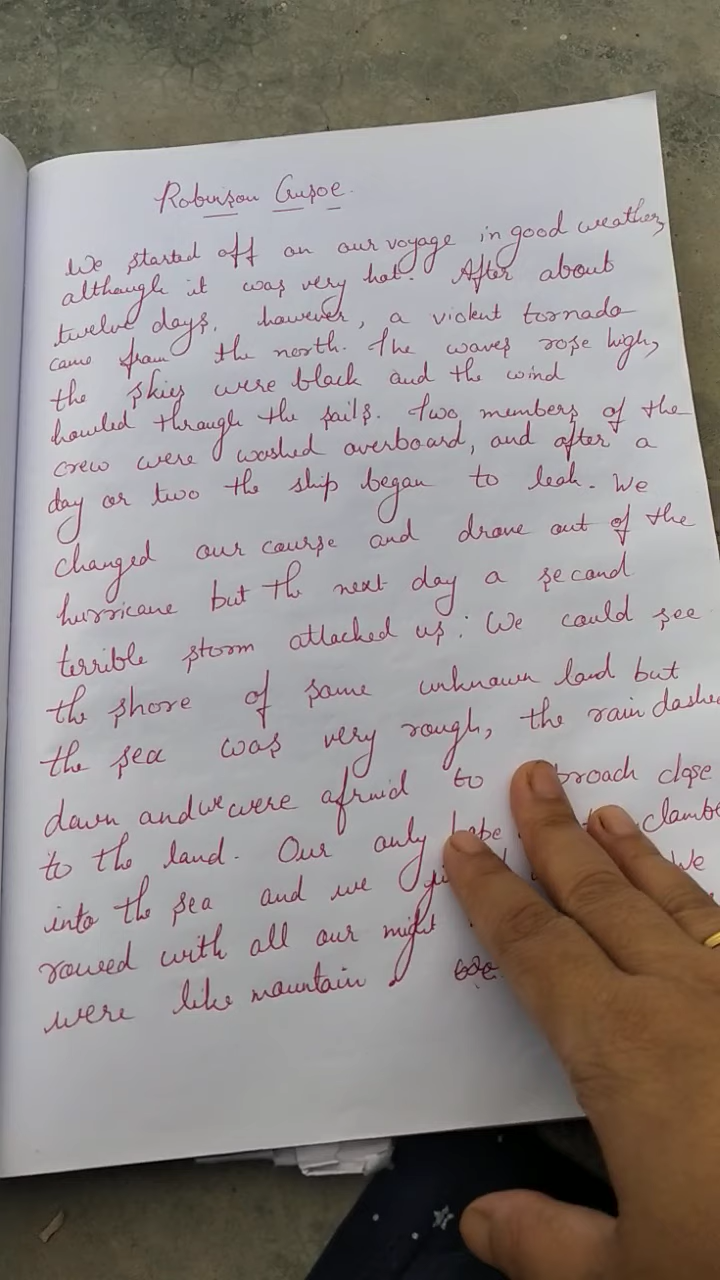 Robinson Crusoe.
We started off on our voyage in good weather,
although it was very hot. After about
twelve days, however, a violent tornado
came from the north. The waves rose high,
the skies were black and the wind
howled through the sails. Two members of the
crew were washed overboard, and after a
day or two the ship began to leak. We
changed our course and drove out of the
hurricane but the next day a second
terrible storm attacked us. We could see
the shore of some unknown land but
the sea was very rough, the rain dashed
down and we were afraid to close
to the land. Our only hope
into the sea and we We
rowed with all our might
were like mountain